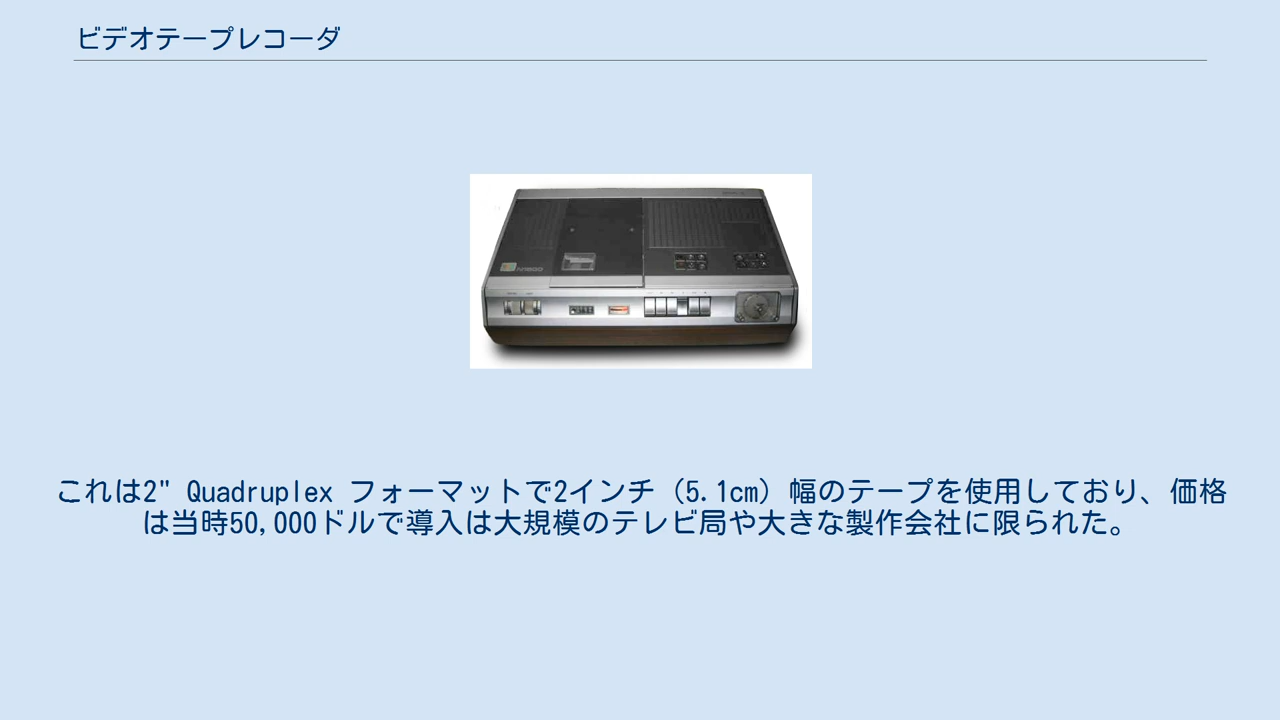 ビデオテープレコーダ
これは2" Quadruplex フォーマットで2インチ（5.1cm）幅のテープを使用しており、価格
は当時50,000ドルで導入は大規模のテレビ局や大きな製作会社に限られた。